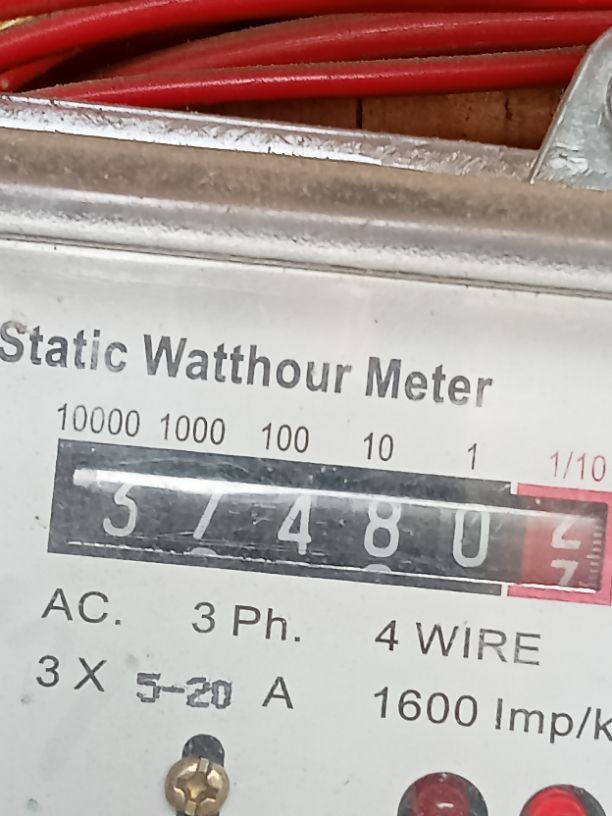 Static Watthour Meter
10000 1000 100 10 1 1/10
3 7 4 8 0 2
AC. 3 Ph. 4 WIRE
3 X 5-20 A 1600 Imp/k